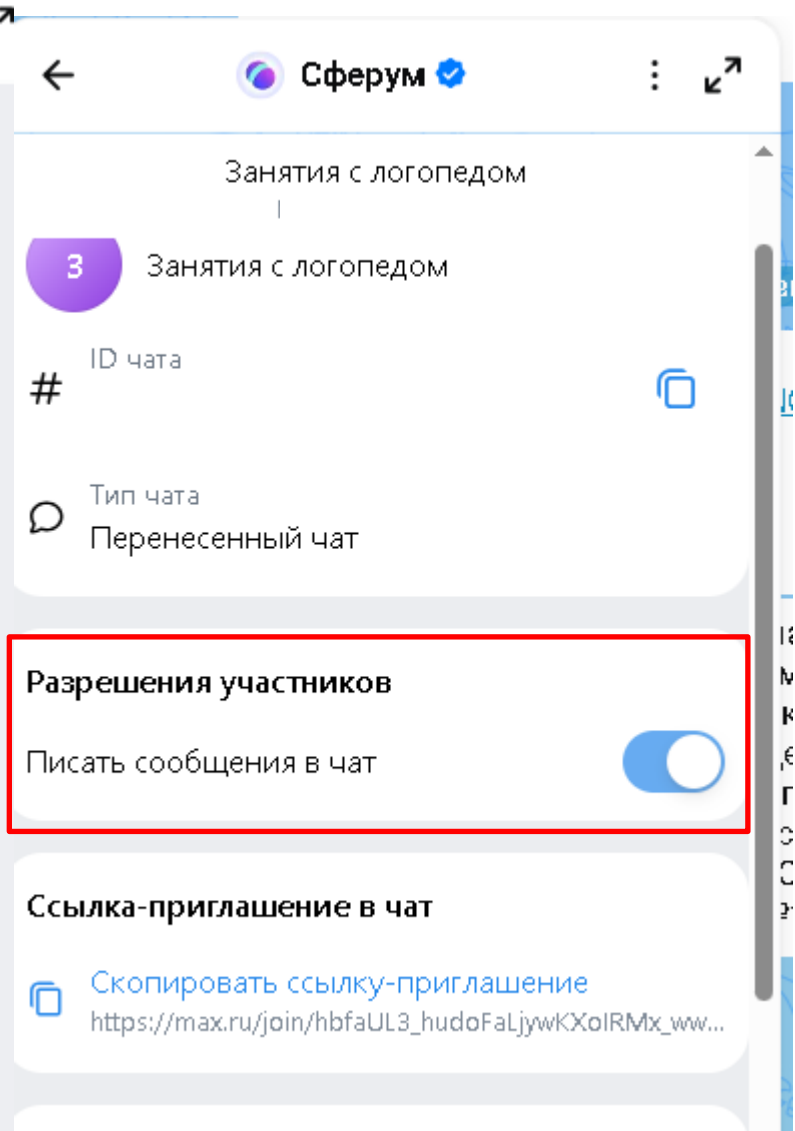 Сферум
Занятия с логопедом
З
Занятия с логопедом
ID чата
#
Тип чата
Перенесенный чат
Разрешения участников
Писать сообщения в чат
Ссылка-приглашение в чат
Скопировать ссылку-приглашение
https://max.ru/join/hbfaUL3_hudoFaLjywKXolRMx_ww...